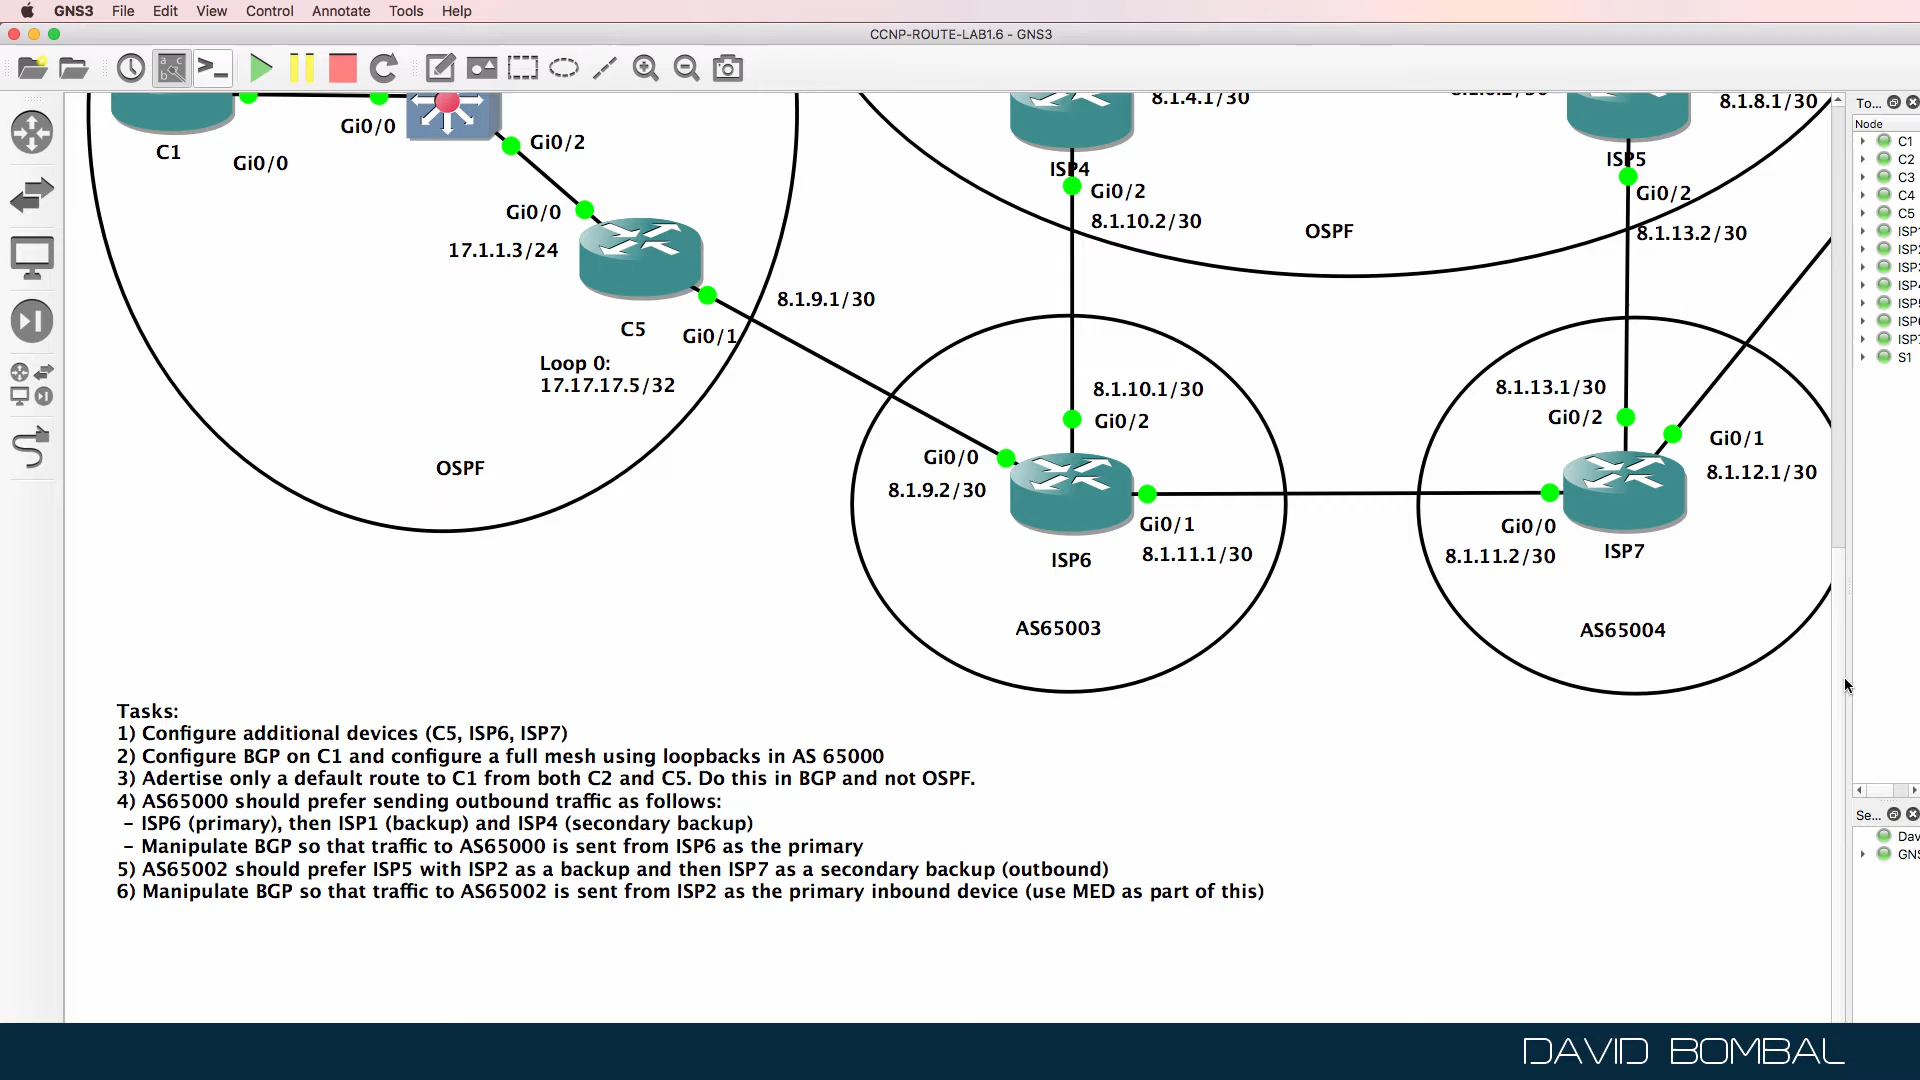 GNS3 File Edit View Control Annotate Tools Help
CCNP-ROUTE-LAB1.6 - GNS3
8.1.4.1/30
8.1.8.1/30
To...
Node
C1
C2
C3
C4
C5
ISP4
ISP5
S1
Gi0/0
Gi0/2
C1
Gi0/0
ISP4
ISP5
Gi0/2
8.1.10.2/30
Gi0/2
8.1.13.2/30
OSPF
Gi0/0
17.1.1.3/24
8.1.9.1/30
C5
Gi0/1
Loop 0:
17.17.17.5/32
OSPF
8.1.10.1/30
Gi0/2
Gi0/0
8.1.9.2/30
Gi0/1
8.1.11.1/30
ISP6
AS65003
8.1.13.1/30
Gi0/2
Gi0/1
8.1.12.1/30
Gi0/0
8.1.11.2/30
ISP7
AS65004
Tasks:
1) Configure additional devices (C5, ISP6, ISP7)
2) Configure BGP on C1 and configure a full mesh using loopbacks in AS 65000
3) Adertise only a default route to C1 from both C2 and C5. Do this in BGP and not OSPF.
4) AS65000 should prefer sending outbound traffic as follows:
- ISP6 (primary), then ISP1 (backup) and ISP4 (secondary backup)
- Manipulate BGP so that traffic to AS65000 is sent from ISP6 as the primary
5) AS65002 should prefer ISP5 with ISP2 as a backup and then ISP7 as a secondary backup (outbound)
6) Manipulate BGP so that traffic to AS65002 is sent from ISP2 as the primary inbound device (use MED as part of this)
Se...
DAVID BOMBAL